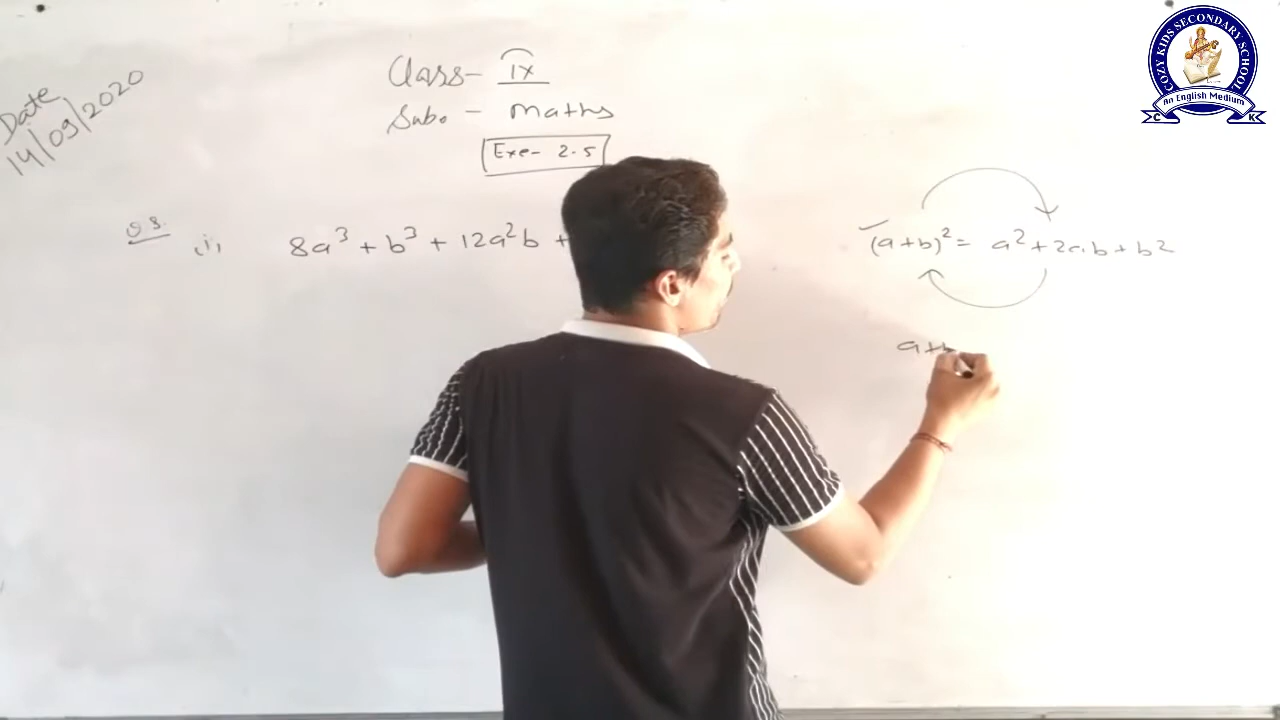 Date
14/09/2020
Class - IX
Sub. - Maths
Exe - 2.5
Q8.
(i) 8a³ + b³ + 12a²b +
(a+b)² = a² + 2ab + b²
a+b
COZY KIDS SECONDARY SCHOOL
An English Medium
C K